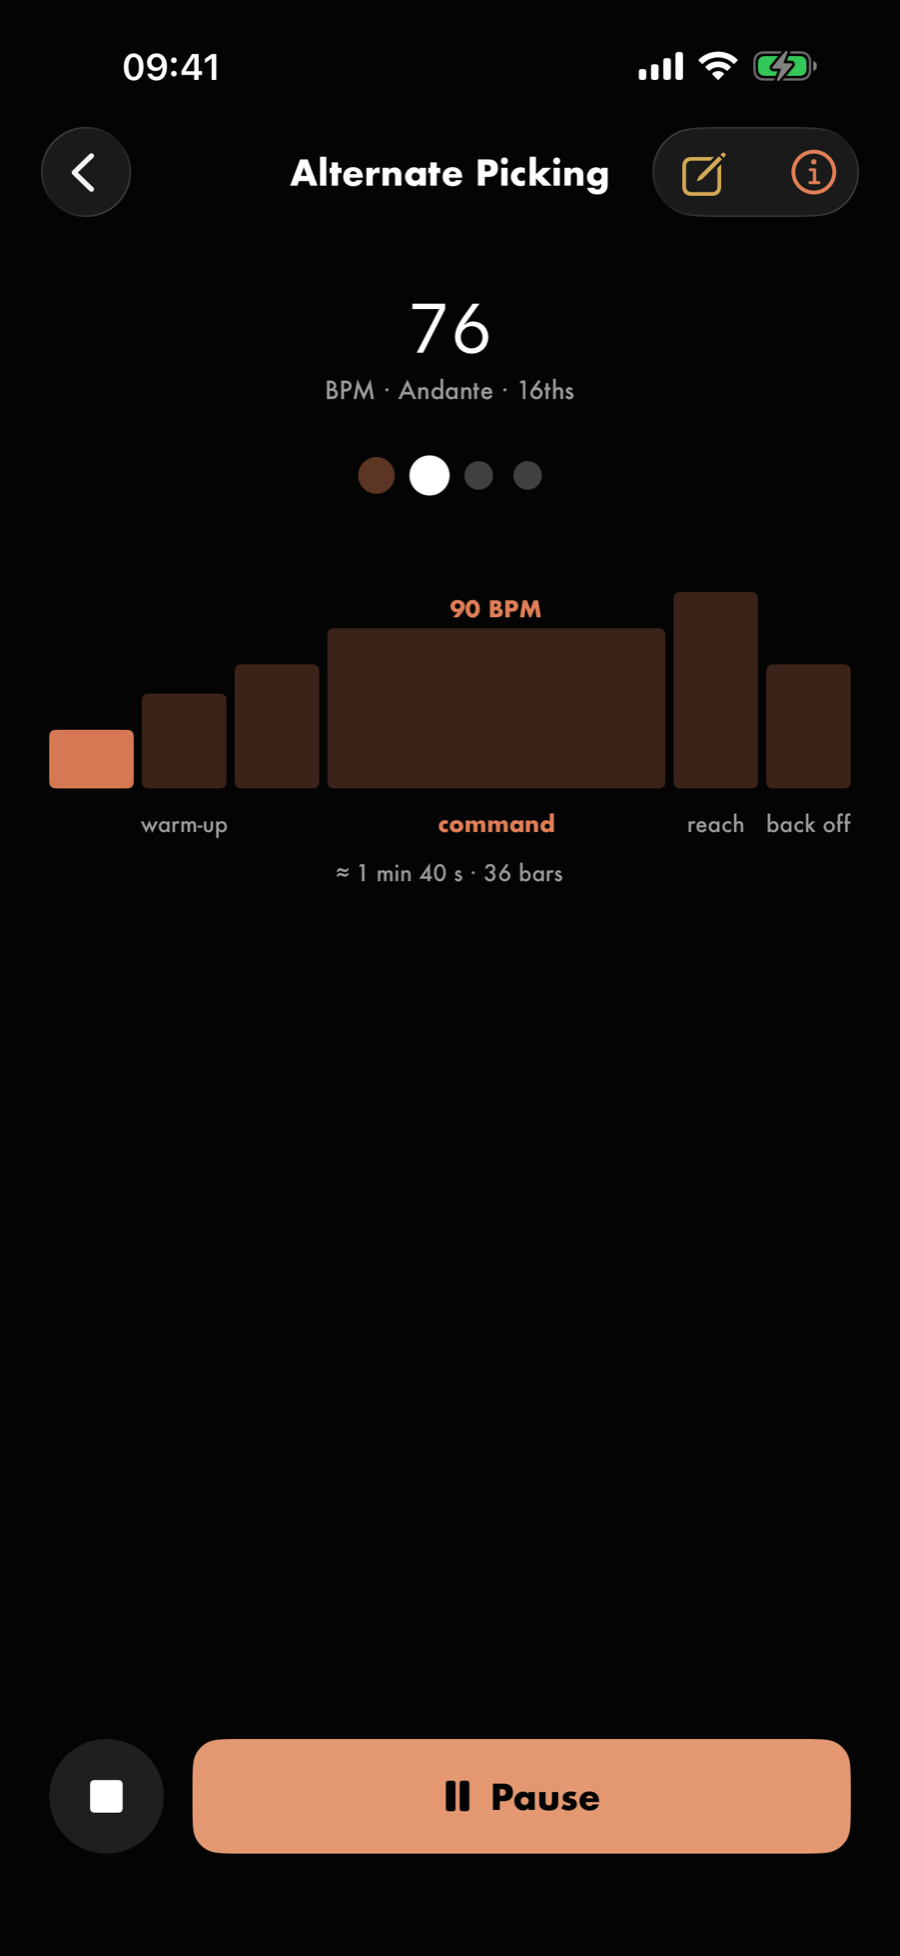 09:41
Alternate Picking
76
BPM · Andante · 16ths
90 BPM
warm-up command reach back off
≈ 1 min 40 s · 36 bars
Pause